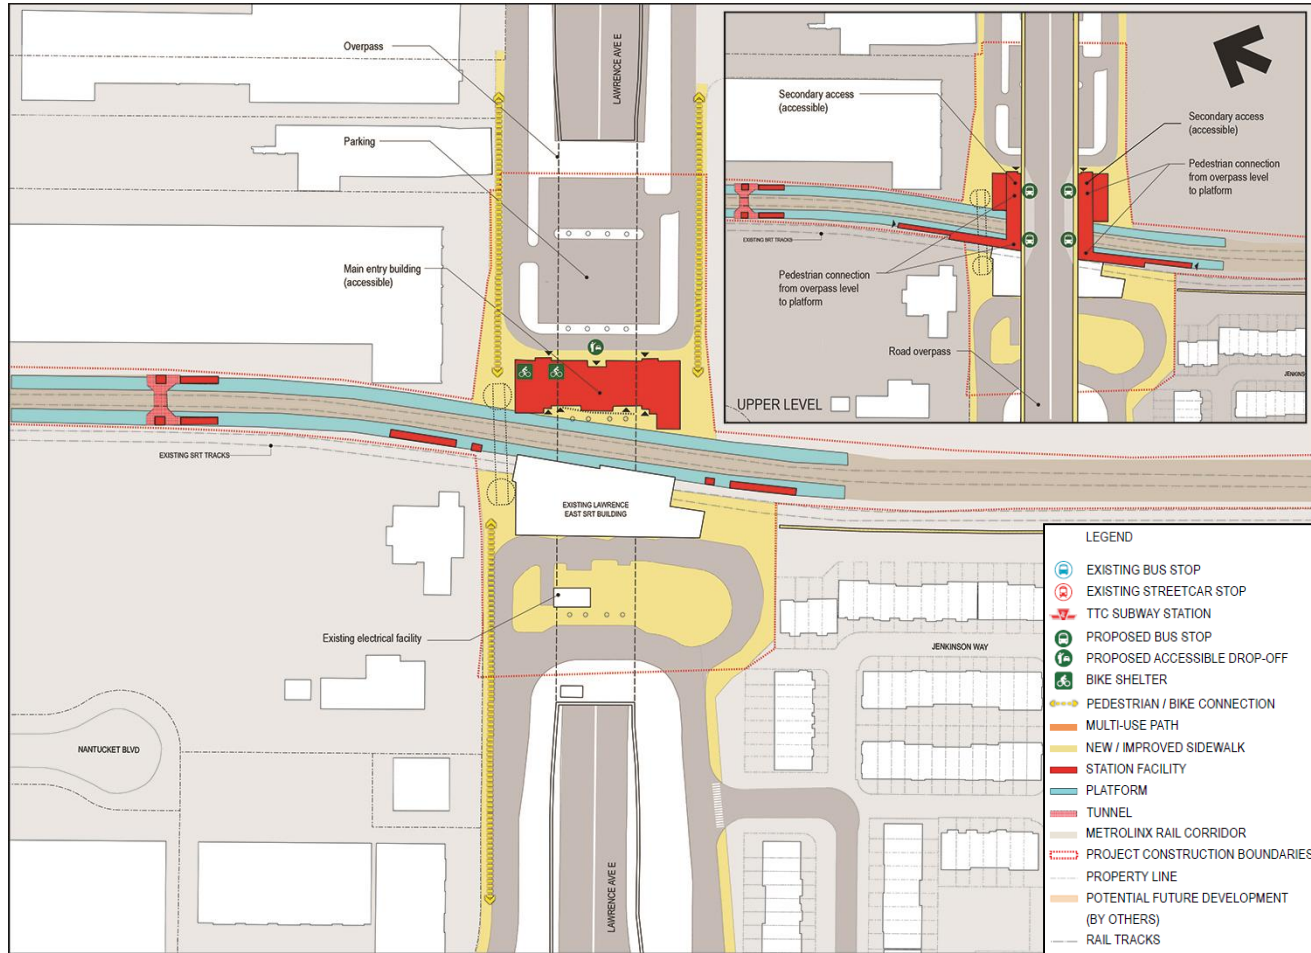 Overpass
LAWRENCE AVE E
Parking
Main entry building
(accessible)
EXISTING SRT TRACKS
EXISTING LAWRENCE
EAST SRT BUILDING
Existing electrical facility
NANTUCKET BLVD
JENKINSON WAY
LAWRENCE AVE E
Secondary access
(accessible)
Secondary access
(accessible)
Pedestrian connection
from overpass level
to platform
EXISTING SRT TRACKS
Pedestrian connection
from overpass level
to platform
Road overpass
JENKINS
UPPER LEVEL
LEGEND
EXISTING BUS STOP
EXISTING STREETCAR STOP
TTC SUBWAY STATION
PROPOSED BUS STOP
PROPOSED ACCESSIBLE DROP-OFF
BIKE SHELTER
PEDESTRIAN / BIKE CONNECTION
MULTI-USE PATH
NEW / IMPROVED SIDEWALK
STATION FACILITY
PLATFORM
TUNNEL
METROLINX RAIL CORRIDOR
PROJECT CONSTRUCTION BOUNDARIES
PROPERTY LINE
POTENTIAL FUTURE DEVELOPMENT
(BY OTHERS)
RAIL TRACKS